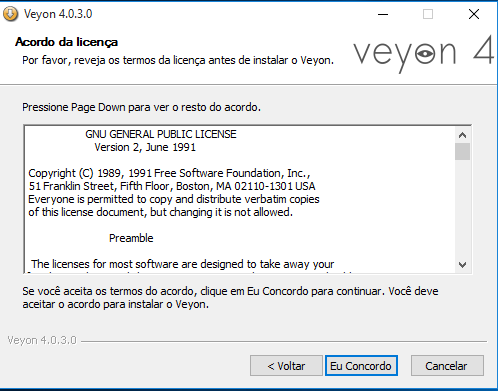 Veyon 4.0.3.0
Acordo da licença
Por favor, reveja os termos da licença antes de instalar o Veyon.
veyon 4
Pressione Page Down para ver o resto do acordo.
GNU GENERAL PUBLIC LICENSE
Version 2, June 1991
Copyright (C) 1989, 1991 Free Software Foundation, Inc.,
51 Franklin Street, Fifth Floor, Boston, MA 02110-1301 USA
Everyone is permitted to copy and distribute verbatim copies
of this license document, but changing it is not allowed.
Preamble
The licenses for most software are designed to take away your
Se você aceita os termos do acordo, clique em Eu Concordo para continuar. Você deve
aceitar o acordo para instalar o Veyon.
Veyon 4.0.3.0
< Voltar
Eu Concordo
Cancelar